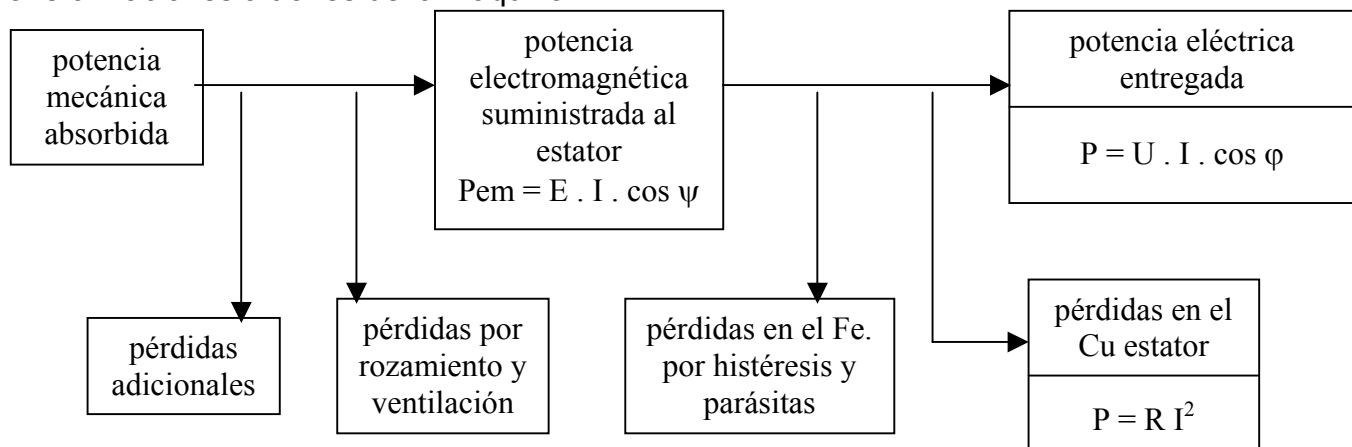 potencia
mecánica
absorbida
potencia
electromagnética
suministrada al
estator
Pem = E . I . cos ψ
potencia eléctrica
entregada
P = U . I . cos φ
pérdidas
adicionales
pérdidas por
rozamiento y
ventilación
pérdidas en el Fe.
por histéresis y
parásitas
pérdidas en el
Cu estator
P = R I²